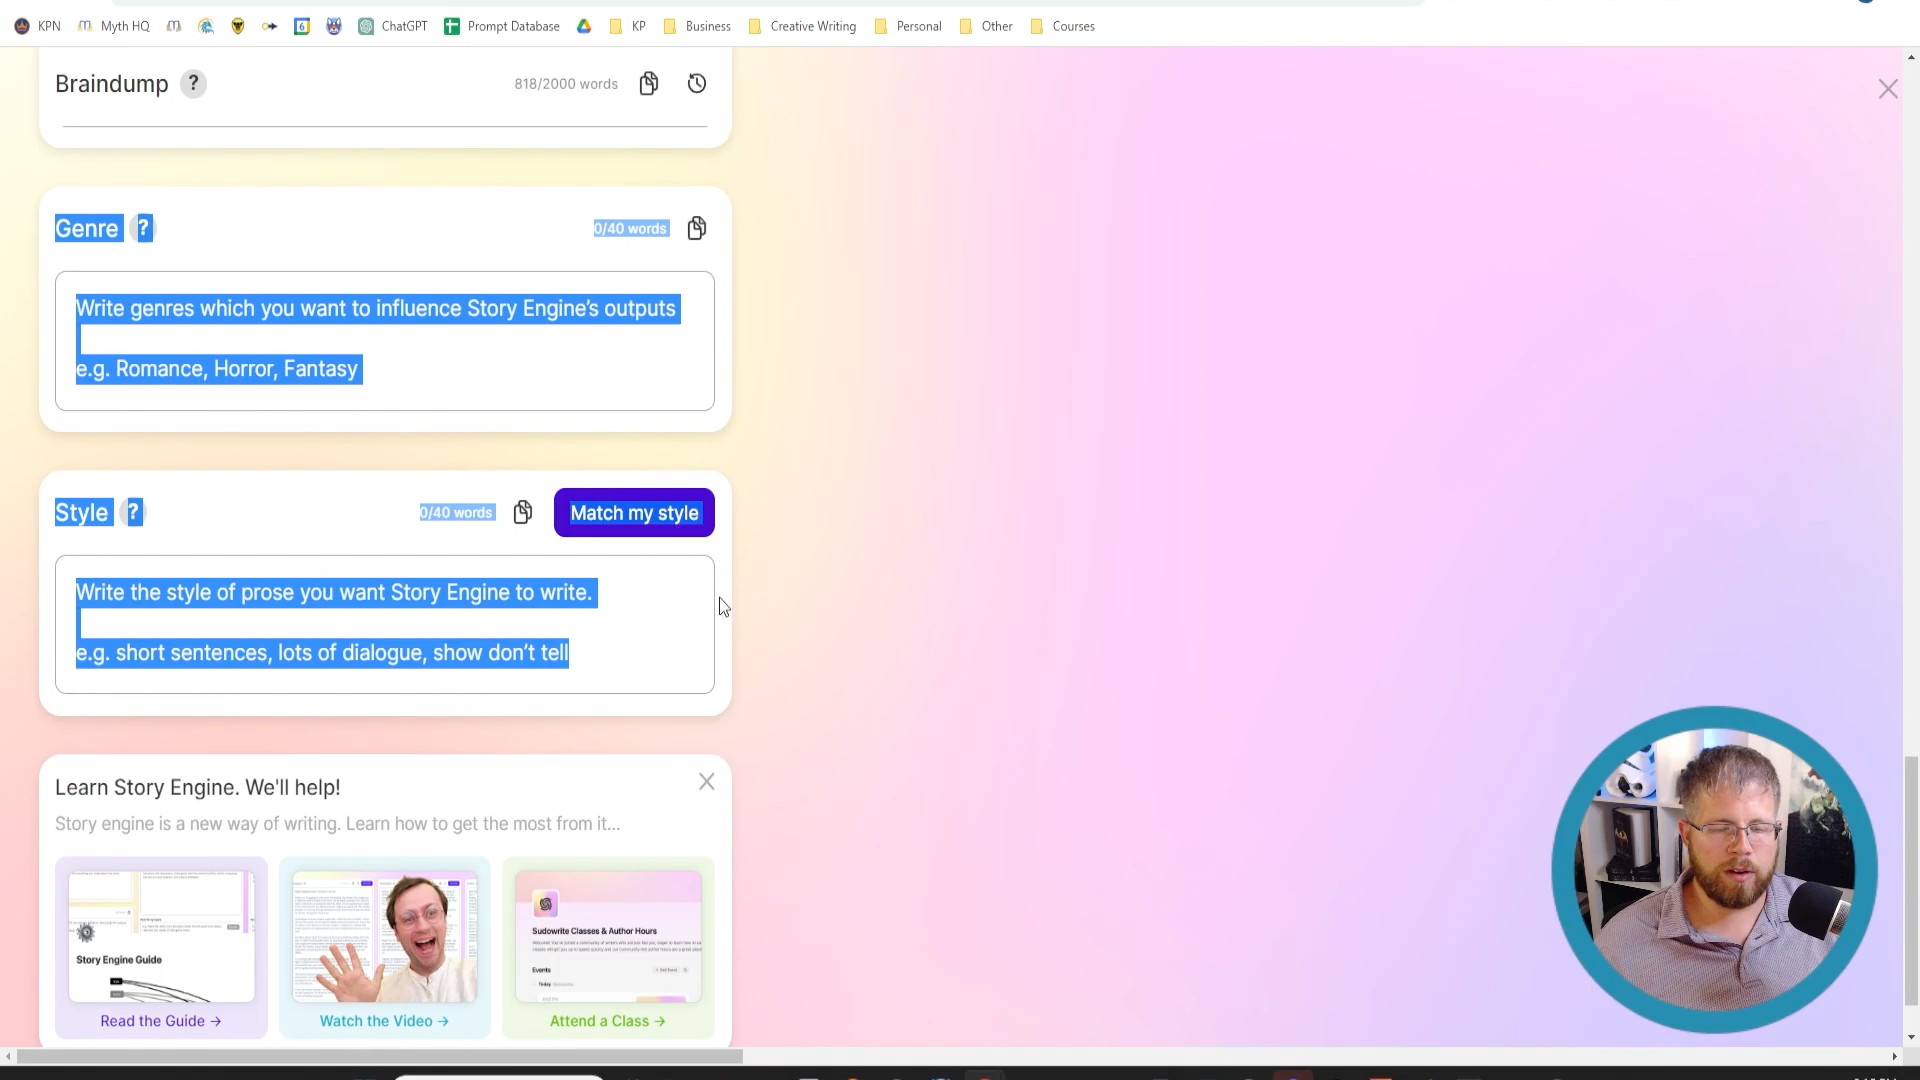 KPN Myth HQ ChatGPT Prompt Database KP Business Creative Writing Personal Other Courses
Braindump ? 818/2000 words
Genre ? 0/40 words
Write genres which you want to influence Story Engine’s outputs
e.g. Romance, Horror, Fantasy
Style ? 0/40 words Match my style
Write the style of prose you want Story Engine to write.
e.g. short sentences, lots of dialogue, show don’t tell
Learn Story Engine. We'll help!
Story engine is a new way of writing. Learn how to get the most from it...
Story Engine Guide
Sudowrite Classes & Author Hours
Events
Today
Read the Guide → Watch the Video → Attend a Class →